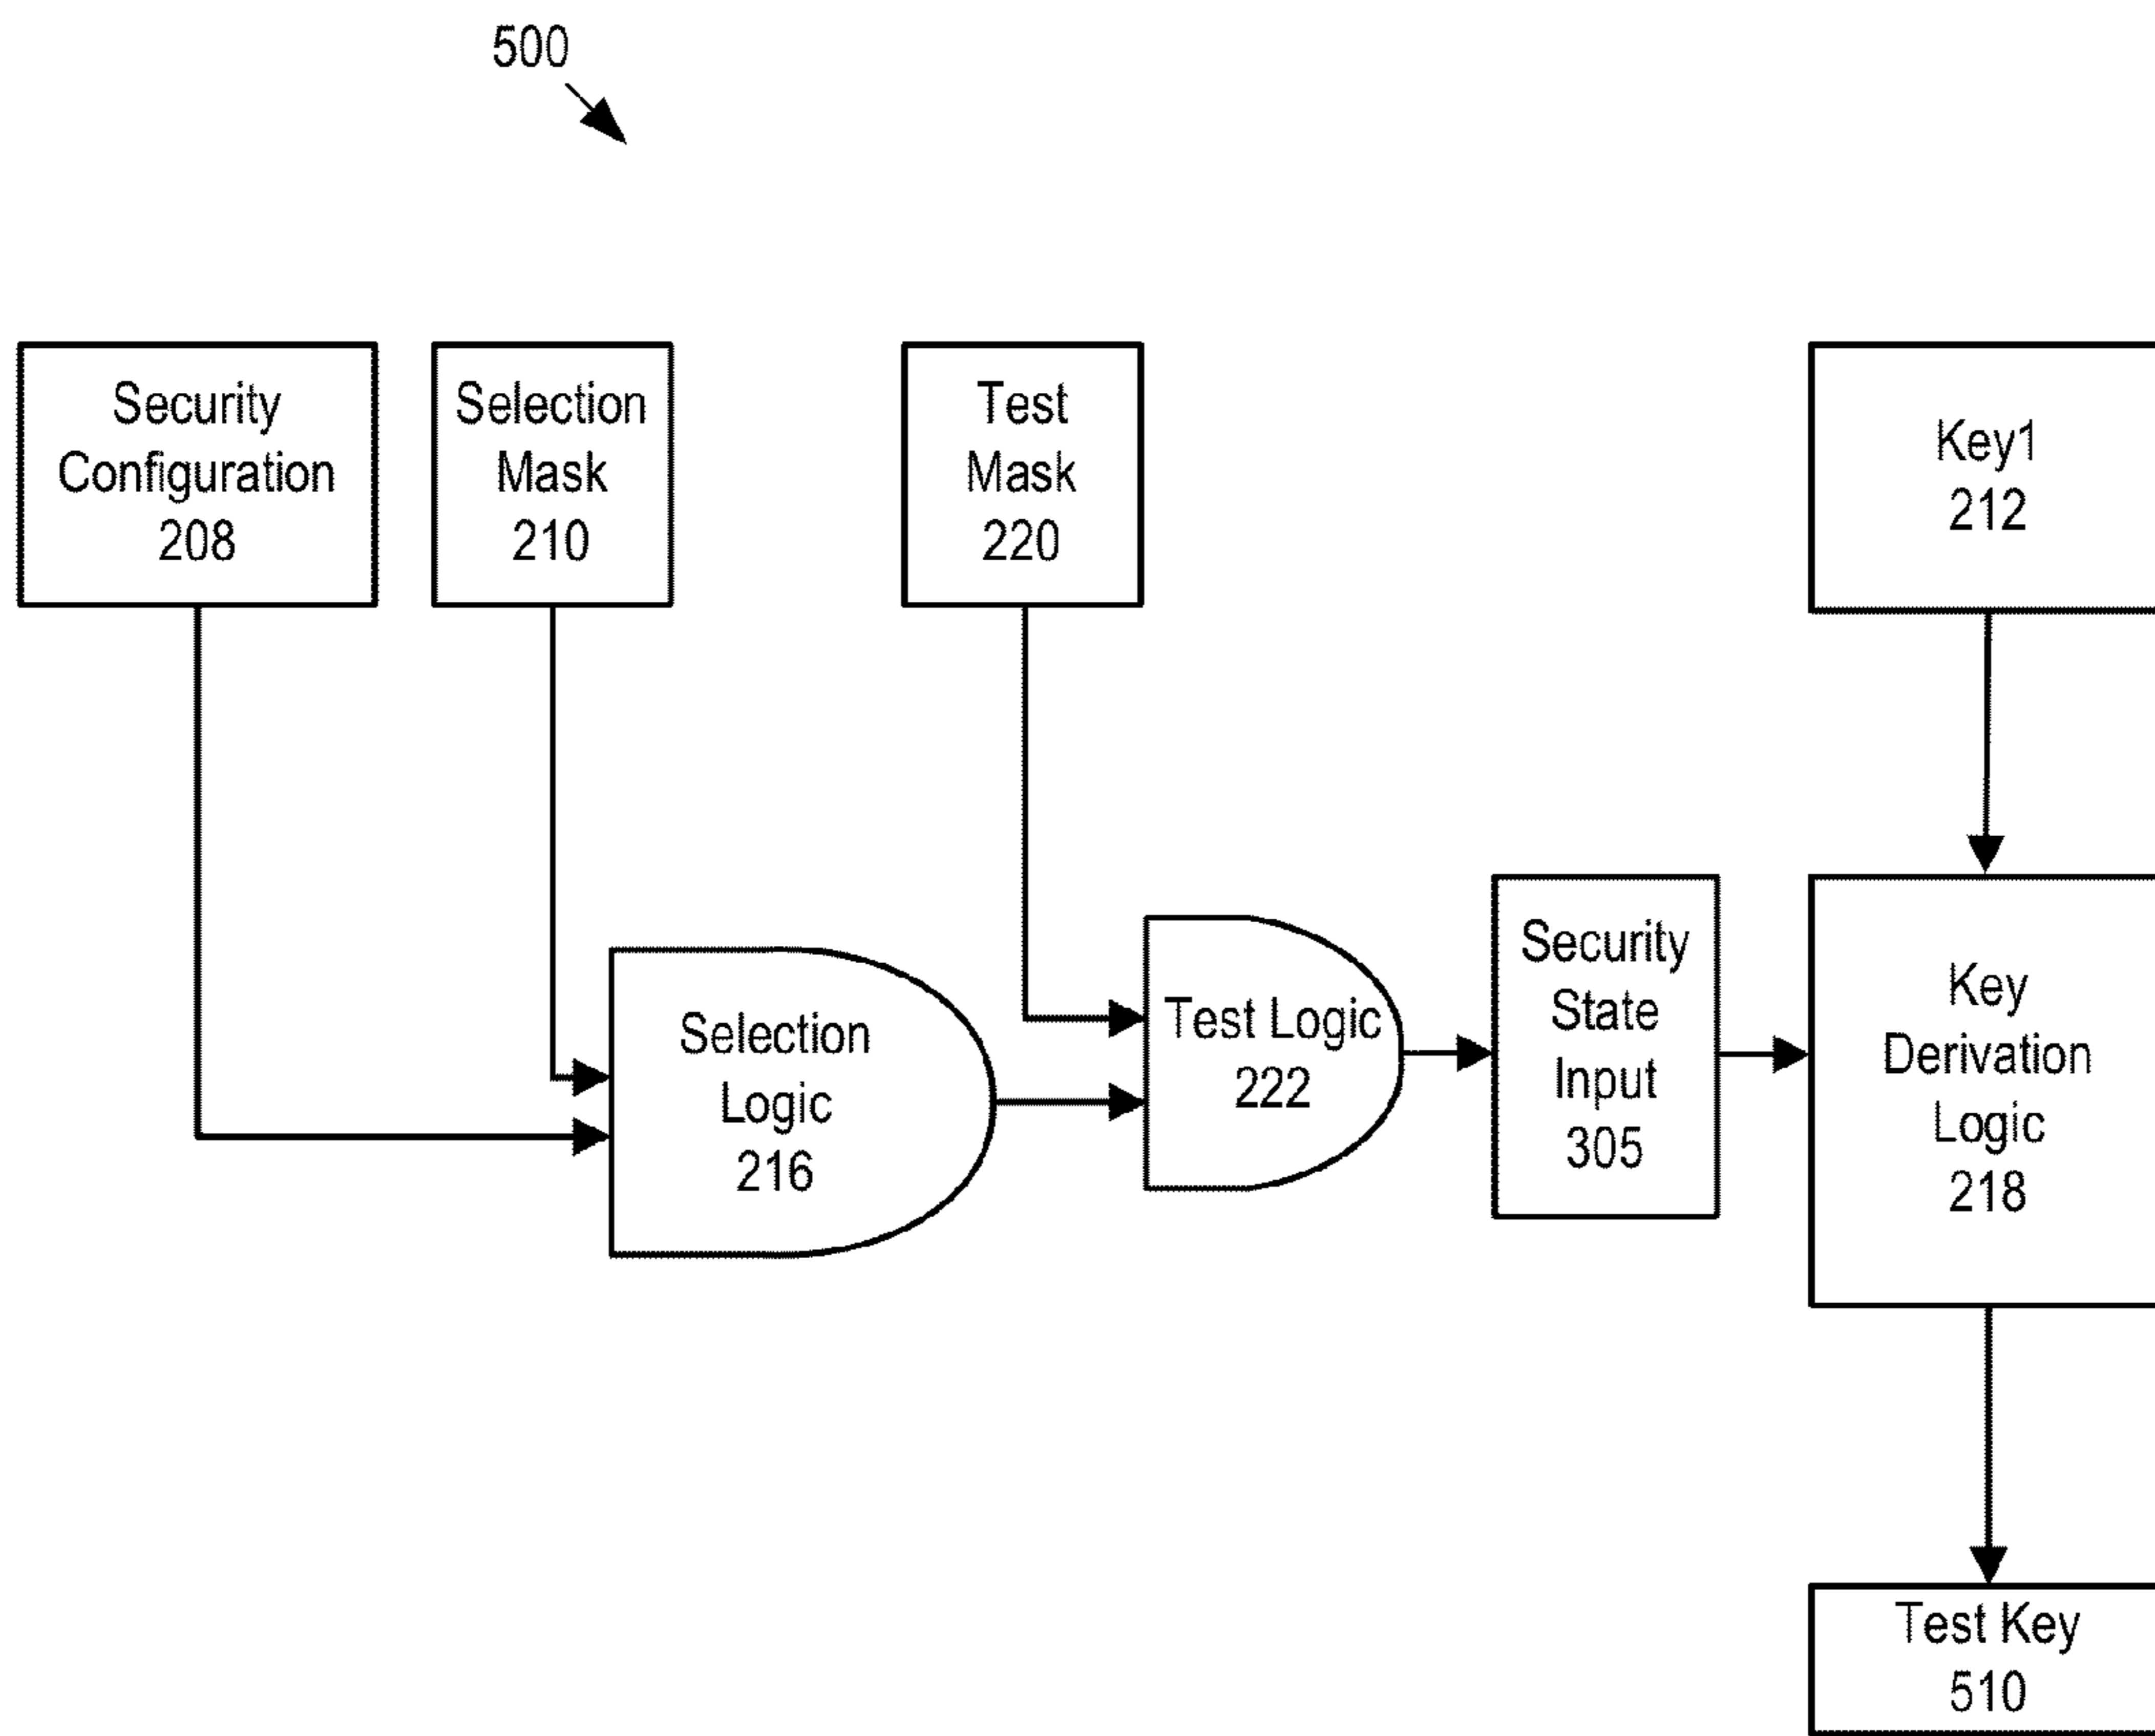 500
Security
Configuration
208
Selection
Mask
210
Test
Mask
220
Key1
212
Selection
Logic
216
Test Logic
222
Security
State
Input
305
Key
Derivation
Logic
218
Test Key
510